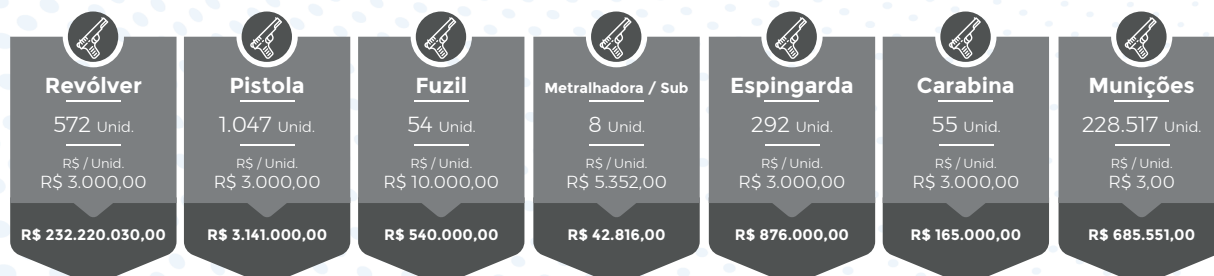 Revólver
572 Unid.
R$ / Unid.
R$ 3.000,00
R$ 232.220.030,00
Pistola
1.047 Unid.
R$ / Unid.
R$ 3.000,00
R$ 3.141.000,00
Fuzil
54 Unid.
R$ / Unid.
R$ 10.000,00
R$ 540.000,00
Metralhadora / Sub
8 Unid.
R$ / Unid.
R$ 5.352,00
R$ 42.816,00
Espingarda
292 Unid.
R$ / Unid.
R$ 3.000,00
R$ 876.000,00
Carabina
55 Unid.
R$ / Unid.
R$ 3.000,00
R$ 165.000,00
Munições
228.517 Unid.
R$ / Unid.
R$ 3,00
R$ 685.551,00